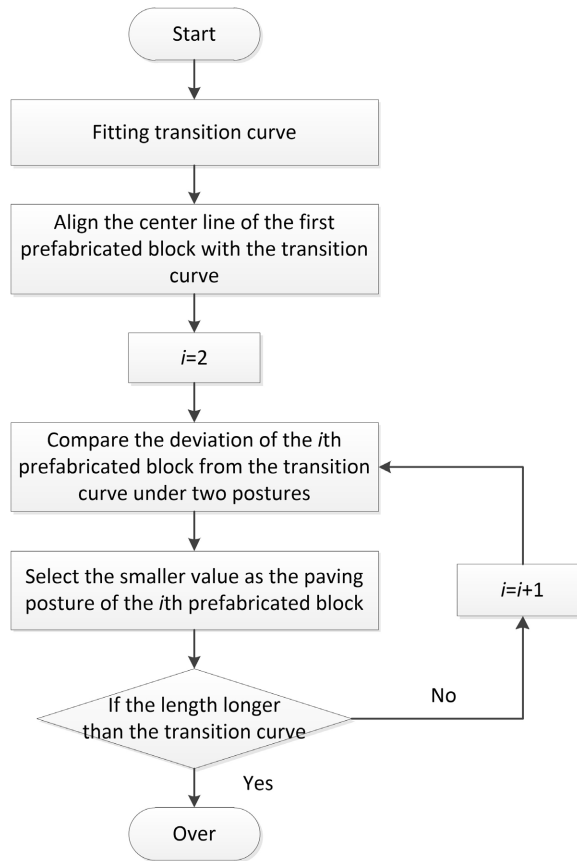 Start
Fitting transition curve
Align the center line of the first
prefabricated block with the transition
curve
i=2
Compare the deviation of the ith
prefabricated block from the transition
curve under two postures
Select the smaller value as the paving
posture of the ith prefabricated block
i=i+1
If the length longer
than the transition curve
No
Yes
Over